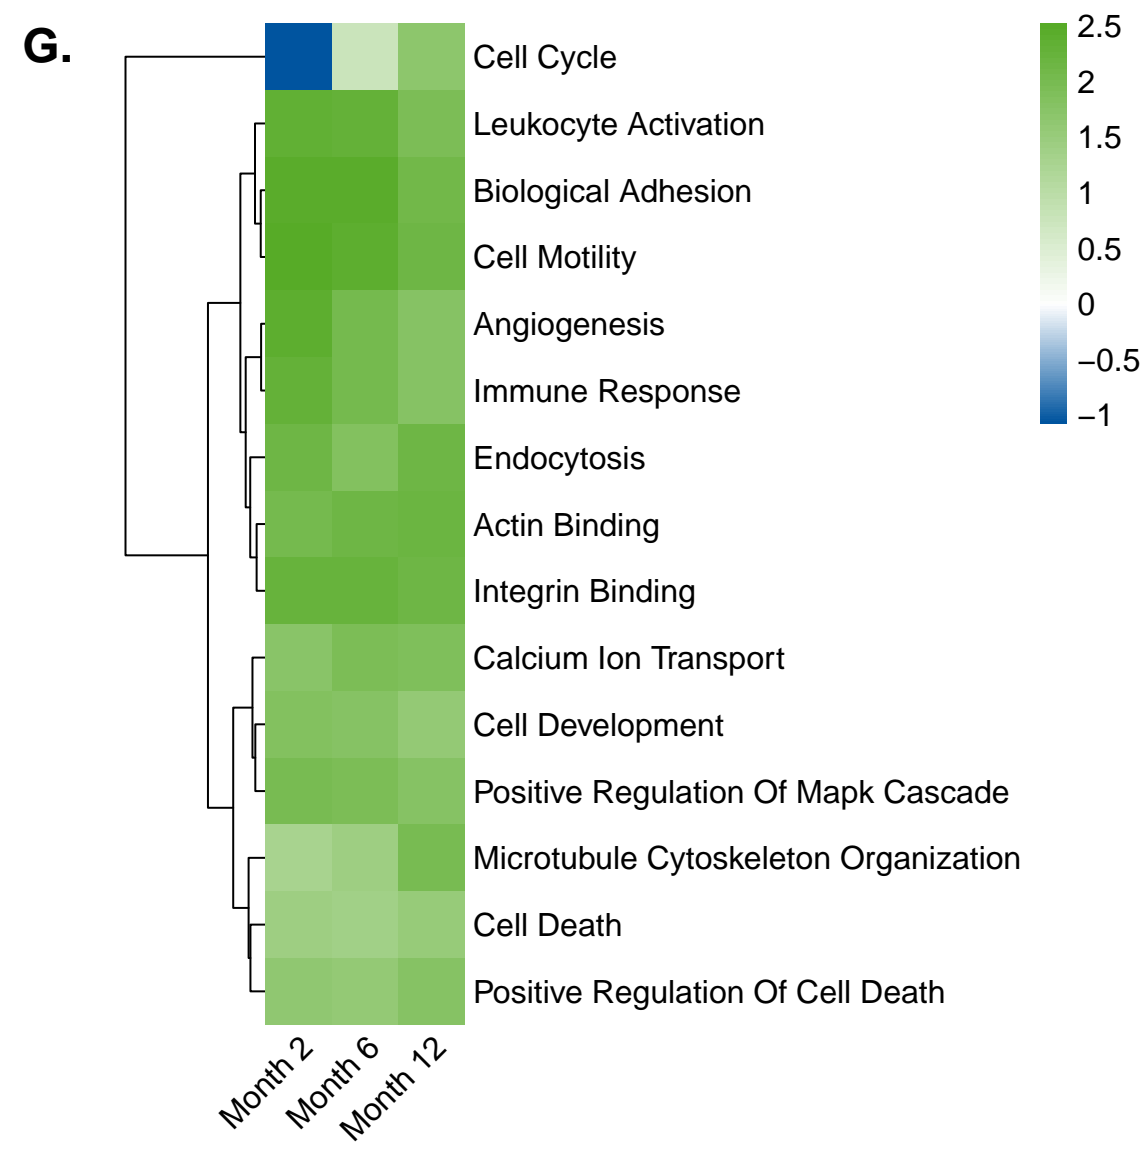 G.
Cell Cycle
Leukocyte Activation
Biological Adhesion
Cell Motility
Angiogenesis
Immune Response
Endocytosis
Actin Binding
Integrin Binding
Calcium Ion Transport
Cell Development
Positive Regulation Of Mapk Cascade
Microtubule Cytoskeleton Organization
Cell Death
Positive Regulation Of Cell Death
Month 2
Month 6
Month 12
2.5
2
1.5
1
0.5
0
−0.5
−1